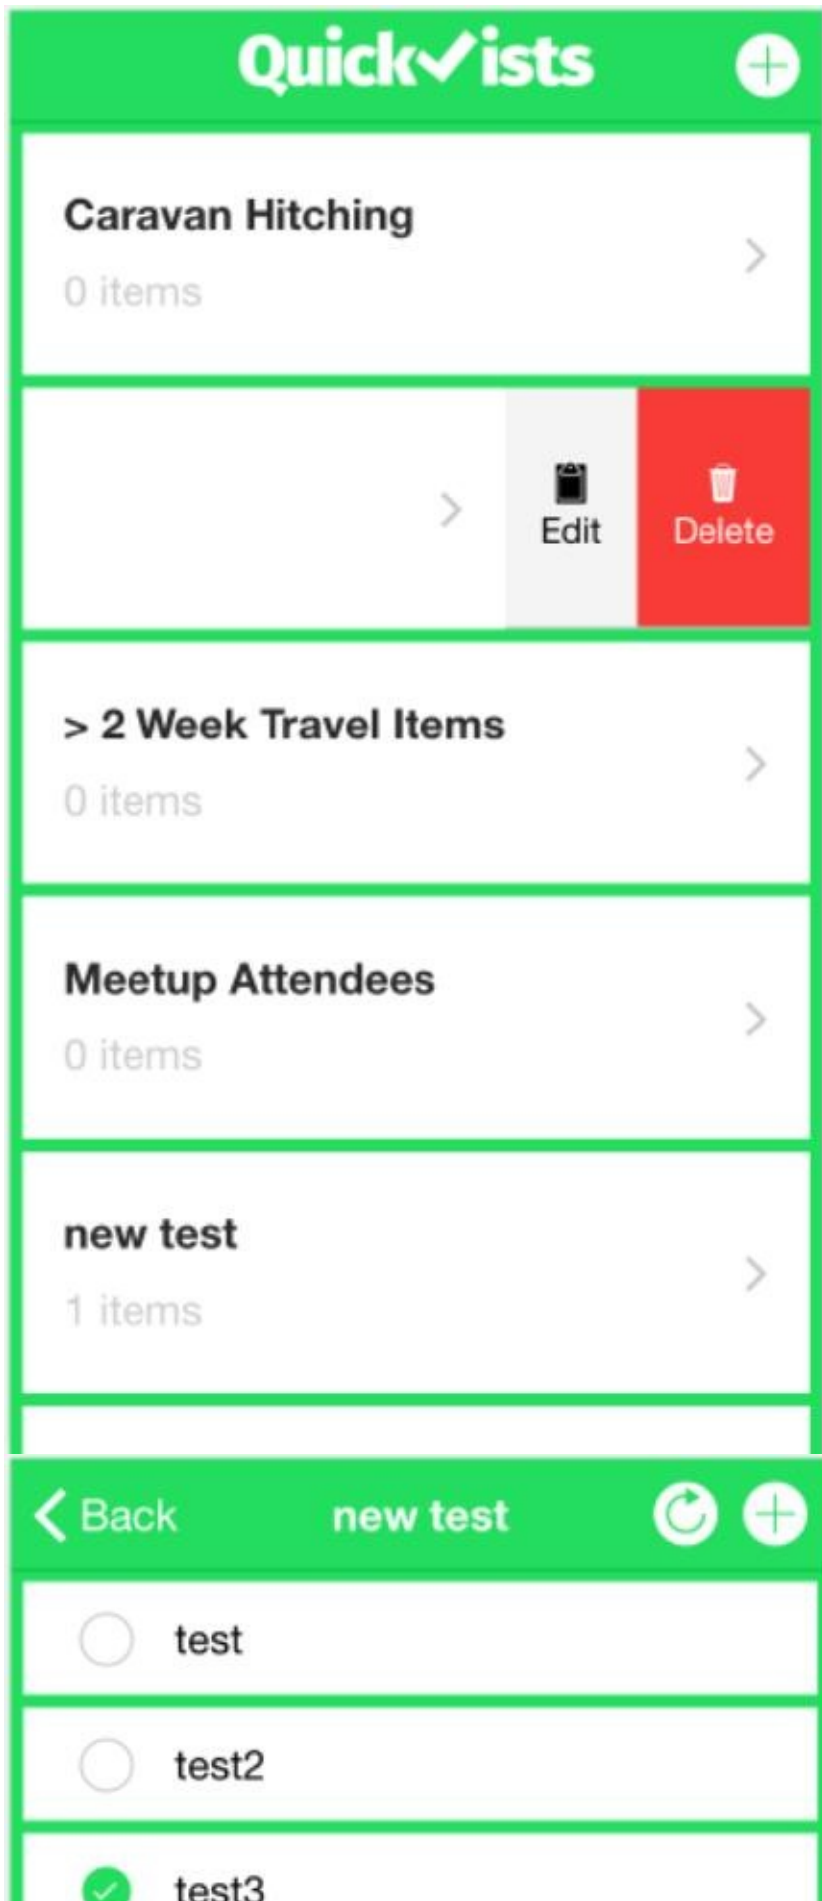 Quick✓ists
Caravan Hitching
0 items
Edit
Delete
> 2 Week Travel Items
0 items
Meetup Attendees
0 items
new test
1 items
Back
new test
test
test2
test3